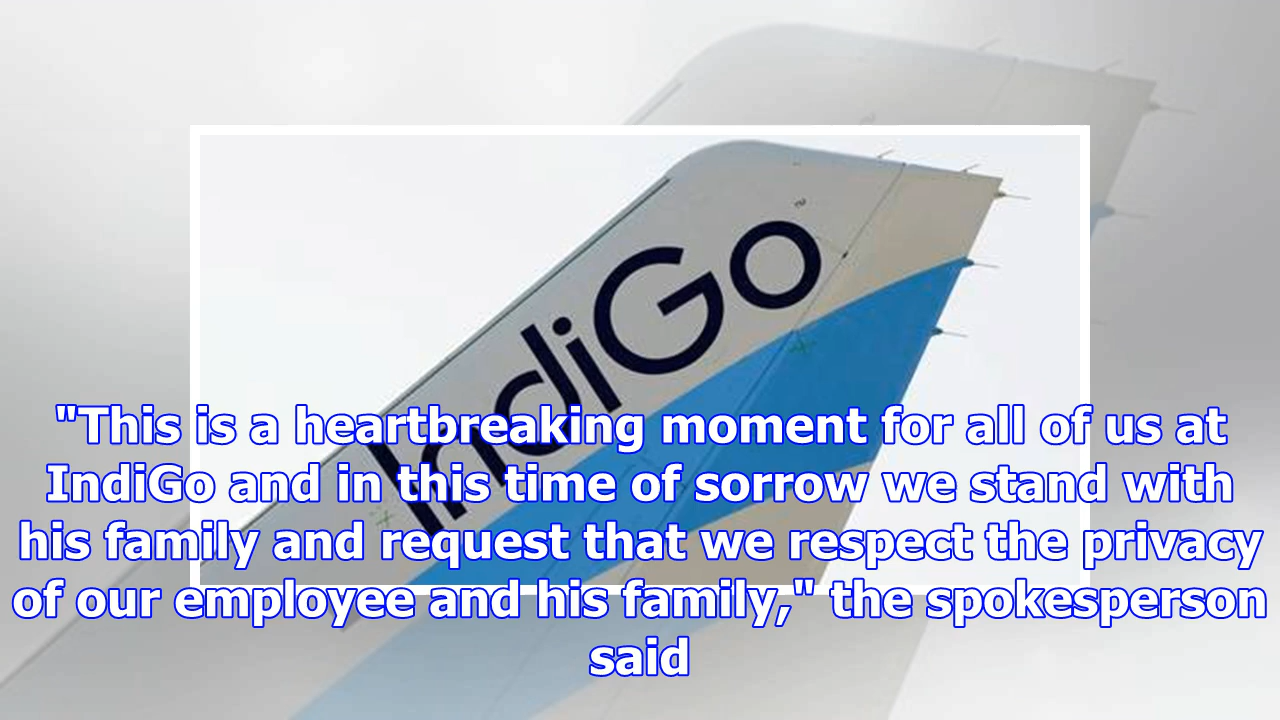 IndiGo
"This is a heartbreaking moment for all of us at
IndiGo and in this time of sorrow we stand with
his family and request that we respect the privacy
of our employee and his family," the spokesperson
said